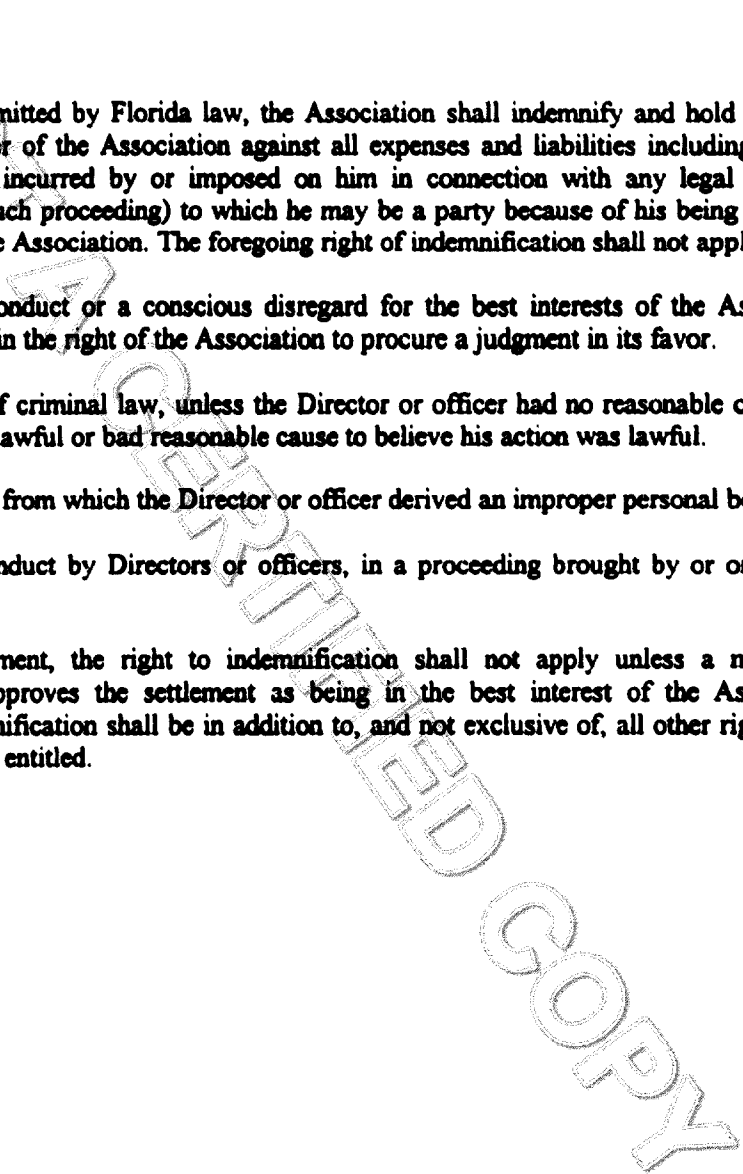 mitted by Florida law, the Association shall indemnify and hold
r of the Association against all expenses and liabilities including
incurred by or imposed on him in connection with any legal
uch proceeding) to which he may be a party because of his being
e Association. The foregoing right of indemnification shall not appl
onduct or a conscious disregard for the best interests of the As
in the right of the Association to procure a judgment in its favor.
f criminal law, unless the Director or officer had no reasonable c
lawful or bad reasonable cause to believe his action was lawful.
from which the Director or officer derived an improper personal be
nduct by Directors or officers, in a proceeding brought by or o
ment, the right to indemnification shall not apply unless a m
pproves the settlement as being in the best interest of the As
nification shall be in addition to, and not exclusive of, all other rig
entitled.
A CERTIFIED COPY